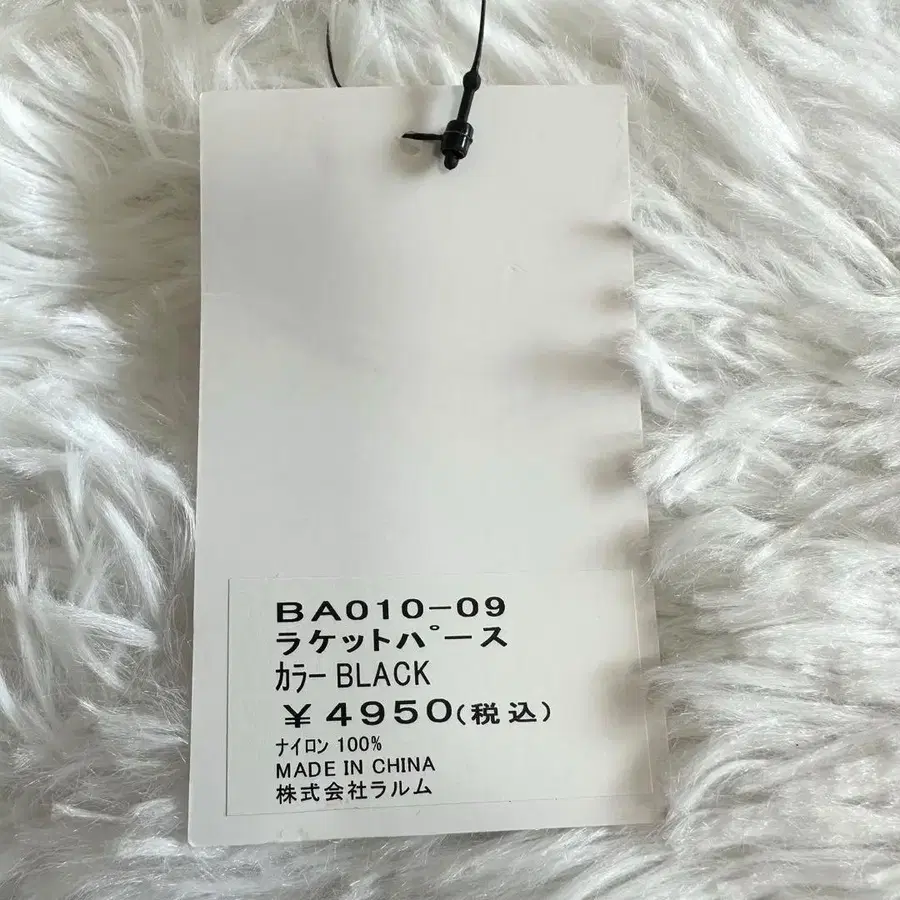 BA010-09
ラケットパース
カラー BLACK
¥4950(税込)
ナイロン 100%
MADE IN CHINA
株式会社ラルム